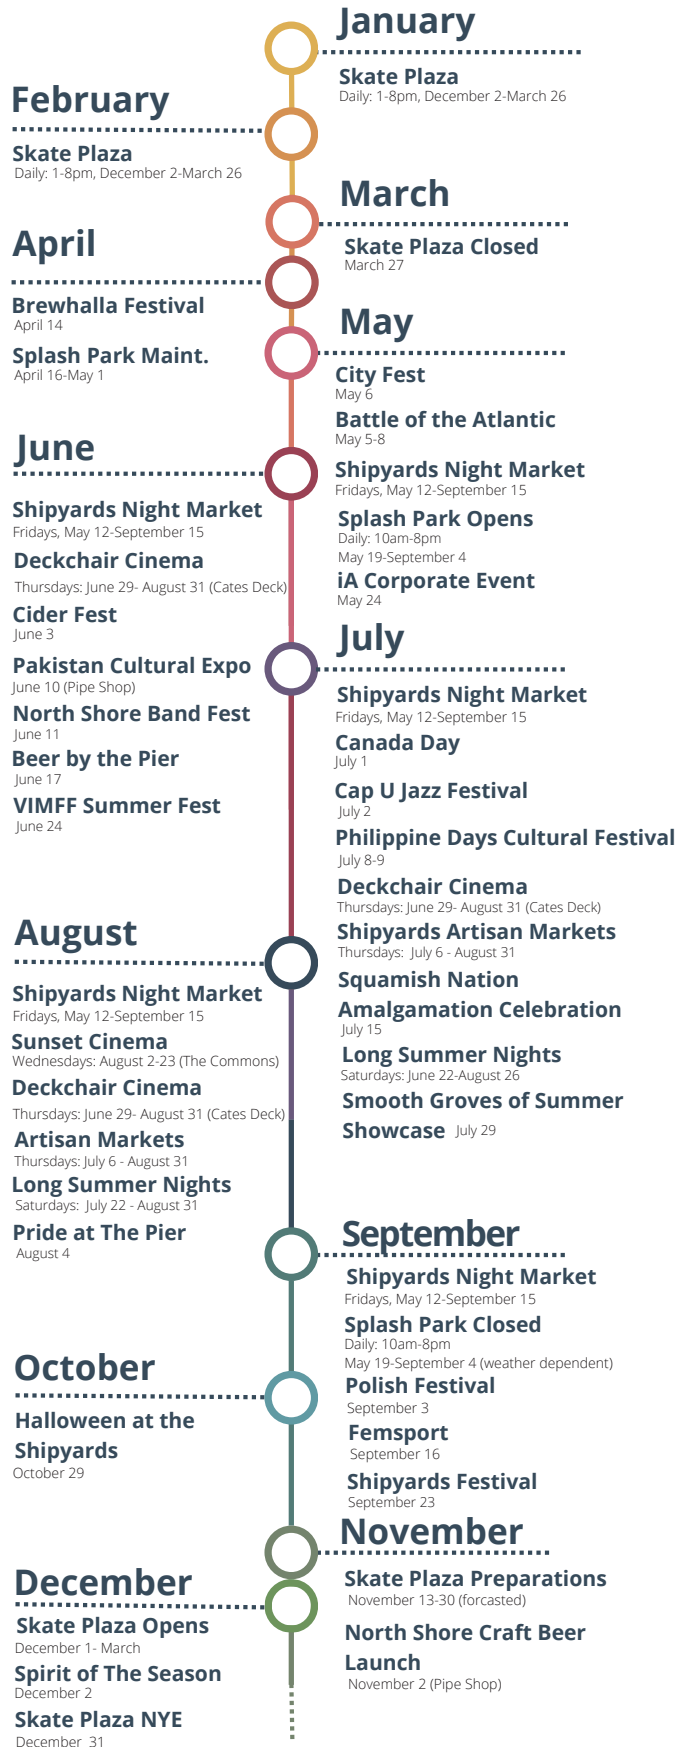 January
Skate Plaza
Daily: 1-8pm, December 2-March 26
February
Skate Plaza
Daily: 1-8pm, December 2-March 26
March
Skate Plaza Closed
March 27
April
Brewhalla Festival
April 14
Splash Park Maint.
April 16-May 1
May
City Fest
May 6
Battle of the Atlantic
May 5-8
Shipyards Night Market
Fridays, May 12-September 15
Splash Park Opens
Daily: 10am-8pm
May 19-September 4
iA Corporate Event
May 24
June
Shipyards Night Market
Fridays, May 12-September 15
Deckchair Cinema
Thursdays: June 29- August 31 (Cates Deck)
Cider Fest
June 3
Pakistan Cultural Expo
June 10 (Pipe Shop)
North Shore Band Fest
June 11
Beer by the Pier
June 17
VIMFF Summer Fest
June 24
July
Shipyards Night Market
Fridays, May 12-September 15
Canada Day
July 1
Cap U Jazz Festival
July 2
Philippine Days Cultural Festival
July 8-9
Deckchair Cinema
Thursdays: June 29- August 31 (Cates Deck)
Shipyards Artisan Markets
Thursdays: July 6 - August 31
Squamish Nation
Amalgamation Celebration
July 15
Long Summer Nights
Saturdays: June 22-August 26
Smooth Groves of Summer
Showcase July 29
August
Shipyards Night Market
Fridays, May 12-September 15
Sunset Cinema
Wednesdays: August 2-23 (The Commons)
Deckchair Cinema
Thursdays: June 29- August 31 (Cates Deck)
Artisan Markets
Thursdays: July 6 - August 31
Long Summer Nights
Saturdays: July 22 - August 31
Pride at The Pier
August 4
September
Shipyards Night Market
Fridays, May 12-September 15
Splash Park Closed
Daily: 10am-8pm
May 19-September 4 (weather dependent)
Polish Festival
September 3
Femsport
September 16
Shipyards Festival
September 23
October
Halloween at the
Shipyards
October 29
November
Skate Plaza Preparations
November 13-30 (forcasted)
North Shore Craft Beer
Launch
November 2 (Pipe Shop)
December
Skate Plaza Opens
December 1- March
Spirit of The Season
December 2
Skate Plaza NYE
December 31